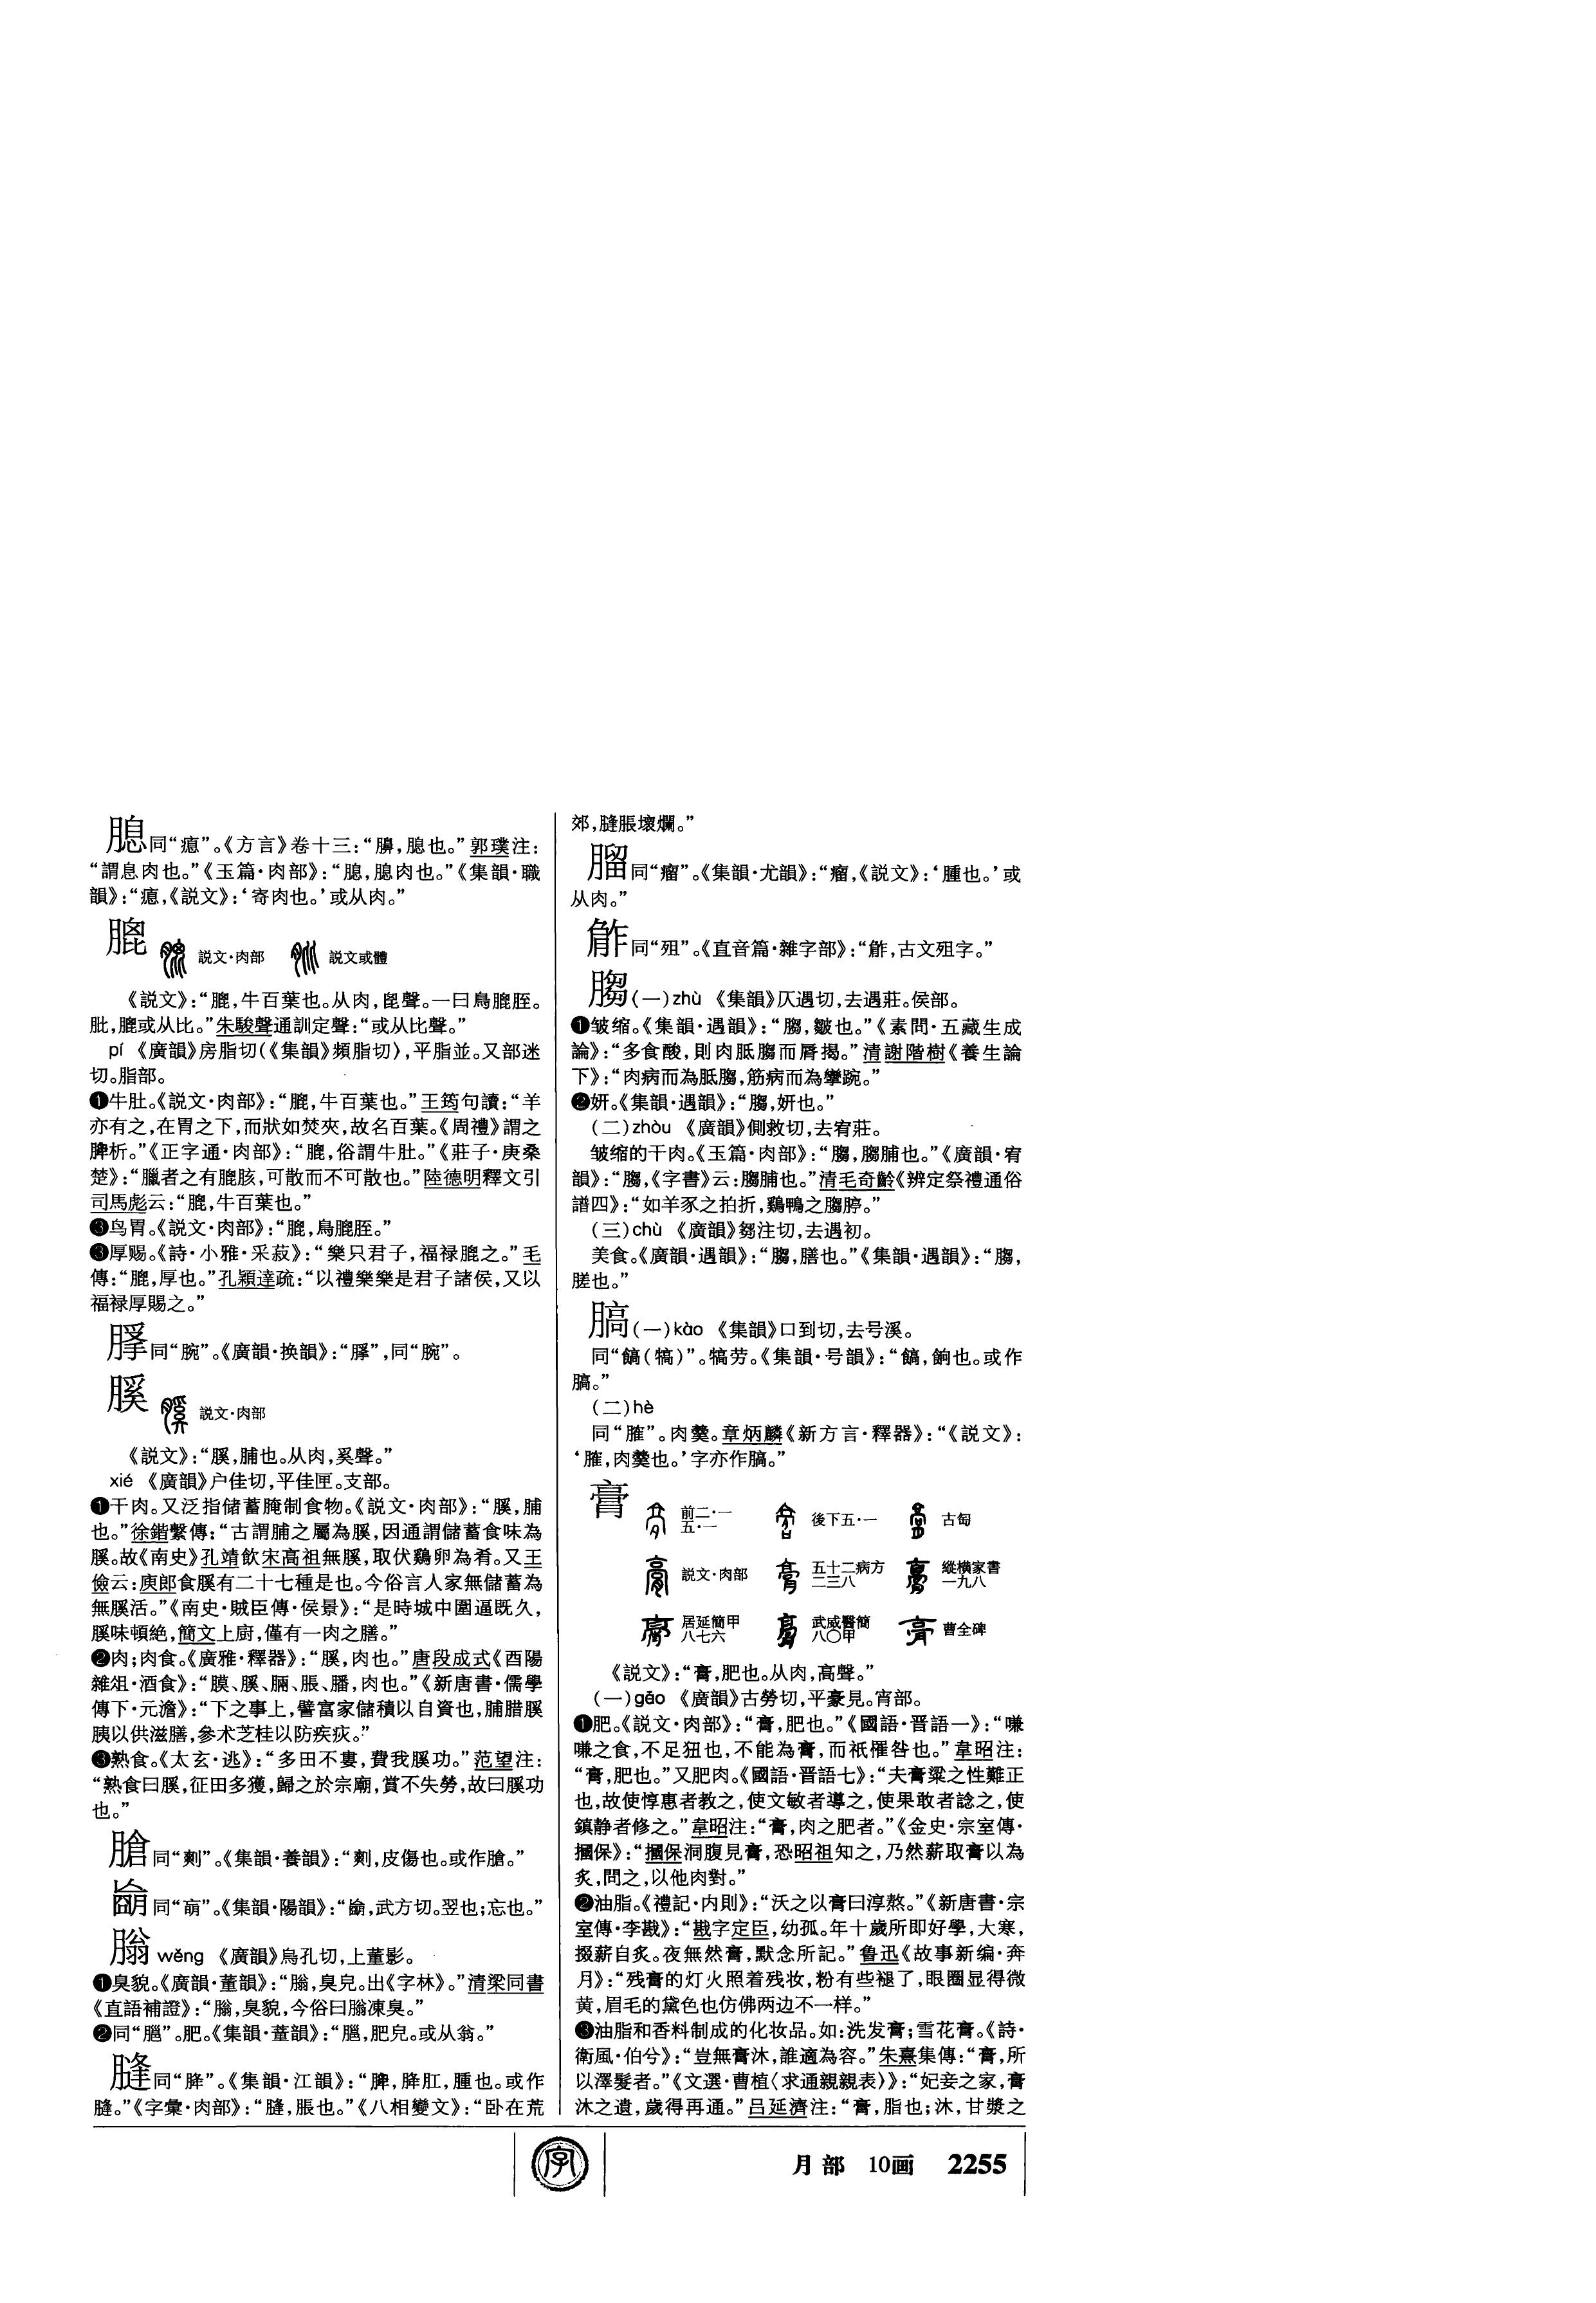 膃同“瘜”。《方言》卷十三：“膞，膃也。”郭璞注：
“謂息肉也。”《玉篇·肉部》：“䐖，䐖肉也。”《集韻·職
韻》：“瘜，《説文》：‘寄肉也。’或从肉。”
膍
説文·肉部 説文或體
《説文》：“膍，牛百葉也。从肉，𣬉聲。一曰鳥膍胵。
肶，膍或从比。”朱駿聲通訓定聲：“或从比聲。”
pí 《廣韻》房脂切(《集韻》頻脂切)，平脂並。又部迷
切。脂部。
❶牛肚。《説文·肉部》：“膍，牛百葉也。”王筠句讀：“羊
亦有之，在胃之下，而狀如焚夾，故名百葉。《周禮》謂之
脾析。”《正字通·肉部》：“膍，俗謂牛肚。”《莊子·庚桑
楚》：“臘者之有膍胲，可散而不可散也。”陸德明釋文引
司馬彪云：“膍，牛百葉也。”
❸鸟胃。《説文·肉部》：“膍，鳥膍胵。”
❸厚赐。《詩·小雅·采菽》：“樂只君子，福禄膍之。”毛
傳：“膍，厚也。”孔穎達疏：“以禮樂樂是君子諸侯，又以
福禄厚賜之。”
同“腕”。《廣韻·换韻》：“”，同“腕”。
膎
説文·肉部
《説文》：“膎，脯也。从肉，奚聲。”
xié 《廣韻》户佳切，平佳匣。支部。
❶干肉。又泛指储蓄腌制食物。《説文·肉部》：“膎，脯
也。”徐鍇繫傳：“古謂脯之屬為膎，因通謂儲蓄食味為
膎。故《南史》孔靖飲宋高祖無膎，取伏鷄卵為肴。又王
儉云：庾郎食膎有二十七種是也。今俗言人家無儲蓄為
無膎活。”《南史·賊臣傳·侯景》：“是時城中圍逼既久，
膎味頓絶，簡文上厨，僅有一肉之膳。”
❷肉；肉食。《廣雅·釋器》：“膎，肉也。”唐段成式《酉陽
雜俎·酒食》：“膜、膎、腼、脹、膰，肉也。”《新唐書·儒學
傳下·元澹》：“下之事上，譬富家儲積以自資也，脯腊膎
胰以供滋膳，參术芝桂以防疾疢。”
❸熟食。《太玄·逃》：“多田不婁，費我膎功。”范望注：
“熟食曰膎，征田多獲，歸之於宗廟，賞不失勞，故曰膎功
也。”
䐋同“㓾”。《集韻·養韻》：“㓾，皮傷也。或作䐋。”
同“萌”。《集韻·陽韻》：“，武方切。翌也；忘也。”
䐥 wěng 《廣韻》烏孔切，上董影。
❶臭貌。《廣韻·董韻》：“䐥，臭皃。出《字林》。”清梁同書
《直語補證》：“䐥，臭貌，今俗曰䐥凍臭。”
❷同“䐥”。肥。《集韻·董韻》：“，肥皃。或从翁。”
䏺同“胮”。《集韻·江韻》：“胮，胮肛，腫也。或作
䏺。”《字彙·肉部》：“，脹也。”《八相變文》：“卧在荒
郊，脹壞爛。”
䐧同“瘤”。《集韻·尤韻》：“瘤，《説文》：‘腫也。’或
从肉。”
同“殂”。《直音篇·雜字部》：“，古文殂字。”
䐢(一)zhù 《集韻》仄遇切，去遇莊。侯部。
❶皱缩。《集韻·遇韻》：“䐢，皺也。”《素問·五藏生成
論》：“多食酸，則肉胝䐢而脣揭。”清謝階樹《養生論
下》：“肉病而為胝䐢，筋病而為攣踠。”
❷妍。《集韻·遇韻》：“䐢，妍也。”
(二)zhòu 《廣韻》側救切，去宥莊。
皱缩的干肉。《玉篇·肉部》：“䐢，䐢脯也。”《廣韻·宥
韻》：“䐢，《字書》云：䐢脯也。”清毛奇齡《辨定祭禮通俗
譜四》：“如羊豕之拍折，鷄鴨之䐢脝。”
(三)chù 《廣韻》芻注切，去遇初。
美食。《廣韻·遇韻》：“䐢，膳也。”《集韻·遇韻》：“䐢，
䐤也。”
䐧(一)kào 《集韻》口到切，去号溪。
同“䭌(犒)”。犒劳。《集韻·号韻》：“䭌，餉也。或作
膏。”
(二)hè
同“臛”。肉羹。章炳麟《新方言·釋器》：“《説文》：
‘臛，肉羹也。’字亦作膏。”
膏
前二·一五·一 後下五·一 古匋
説文·肉部 五十二病方二三八 縱横家書一九八
居延簡甲八七六 武威醫簡八〇甲 曹全碑
《説文》：“膏，肥也。从肉，高聲。”
(一)gāo 《廣韻》古勞切，平豪見。宵部。
❶肥。《説文·肉部》：“膏，肥也。”《國語·晋語一》：“嗛
嗛之食，不足狃也，不能為膏，而祇罹咎也。”韋昭注：
“膏，肥也。”又肥肉。《國語·晋語七》：“夫膏粱之性難正
也，故使惇惠者教之，使文敏者導之，使果敢者諗之，使
鎮静者修之。”韋昭注：“膏，肉之肥者。”《金史·宗室傳·
摑保》：“摑保洞腹見膏，恐昭祖知之，乃然薪取膏以為
炙，問之，以他肉對。”
❷油脂。《禮記·内則》：“沃之以膏曰淳熬。”《新唐書·宗
室傳·李戡》：“戡字定臣，幼孤。年十歲所即好學，大寒，
掇薪自炙。夜無然膏，默念所記。”鲁迅《故事新编·奔
月》：“残膏的灯火照着残妆，粉有些褪了，眼圈显得微
黄，眉毛的黛色也仿佛两边不一样。”
❸油脂和香料制成的化妆品。如：洗发膏；雪花膏。《詩·
衛風·伯兮》：“豈無膏沐，誰適為容。”朱熹集傳：“膏，所
以澤髮者。”《文選·曹植〈求通親親表〉》：“妃妾之家，膏
沐之遺，歲得再通。”吕延濟注：“膏，脂也；沐，甘漿之
字
月部 10画 2255